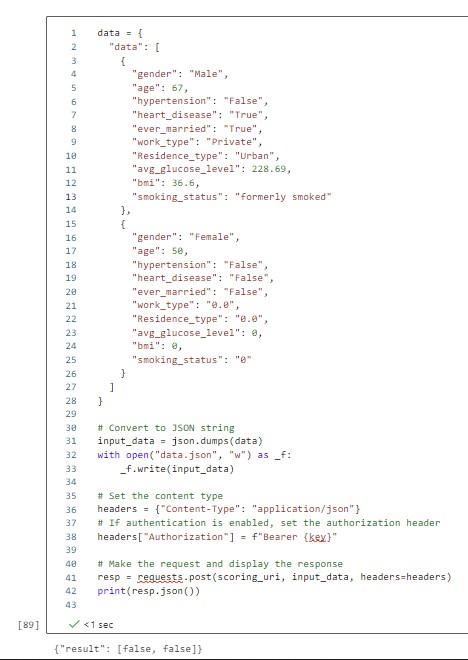 1 data = {
2 "data": [
3 {
4 "gender": "Male",
5 "age": 67,
6 "hypertension": "False",
7 "heart_disease": "True",
8 "ever_married": "True",
9 "work_type": "Private",
10 "Residence_type": "Urban",
11 "avg_glucose_level": 228.69,
12 "bmi": 36.6,
13 "smoking_status": "formerly smoked"
14 },
15 {
16 "gender": "Female",
17 "age": 50,
18 "hypertension": "False",
19 "heart_disease": "False",
20 "ever_married": "False",
21 "work_type": "0.0",
22 "Residence_type": "0.0",
23 "avg_glucose_level": 0,
24 "bmi": 0,
25 "smoking_status": "0"
26 }
27 ]
28 }
29
30 # Convert to JSON string
31 input_data = json.dumps(data)
32 with open("data.json", "w") as _f:
33 _f.write(input_data)
34
35 # Set the content type
36 headers = {"Content-Type": "application/json"}
37 # If authentication is enabled, set the authorization header
38 headers["Authorization"] = f"Bearer {key}"
39
40 # Make the request and display the response
41 resp = requests.post(scoring_uri, input_data, headers=headers)
42 print(resp.json())
43
[89] <1 sec
{"result": [false, false]}